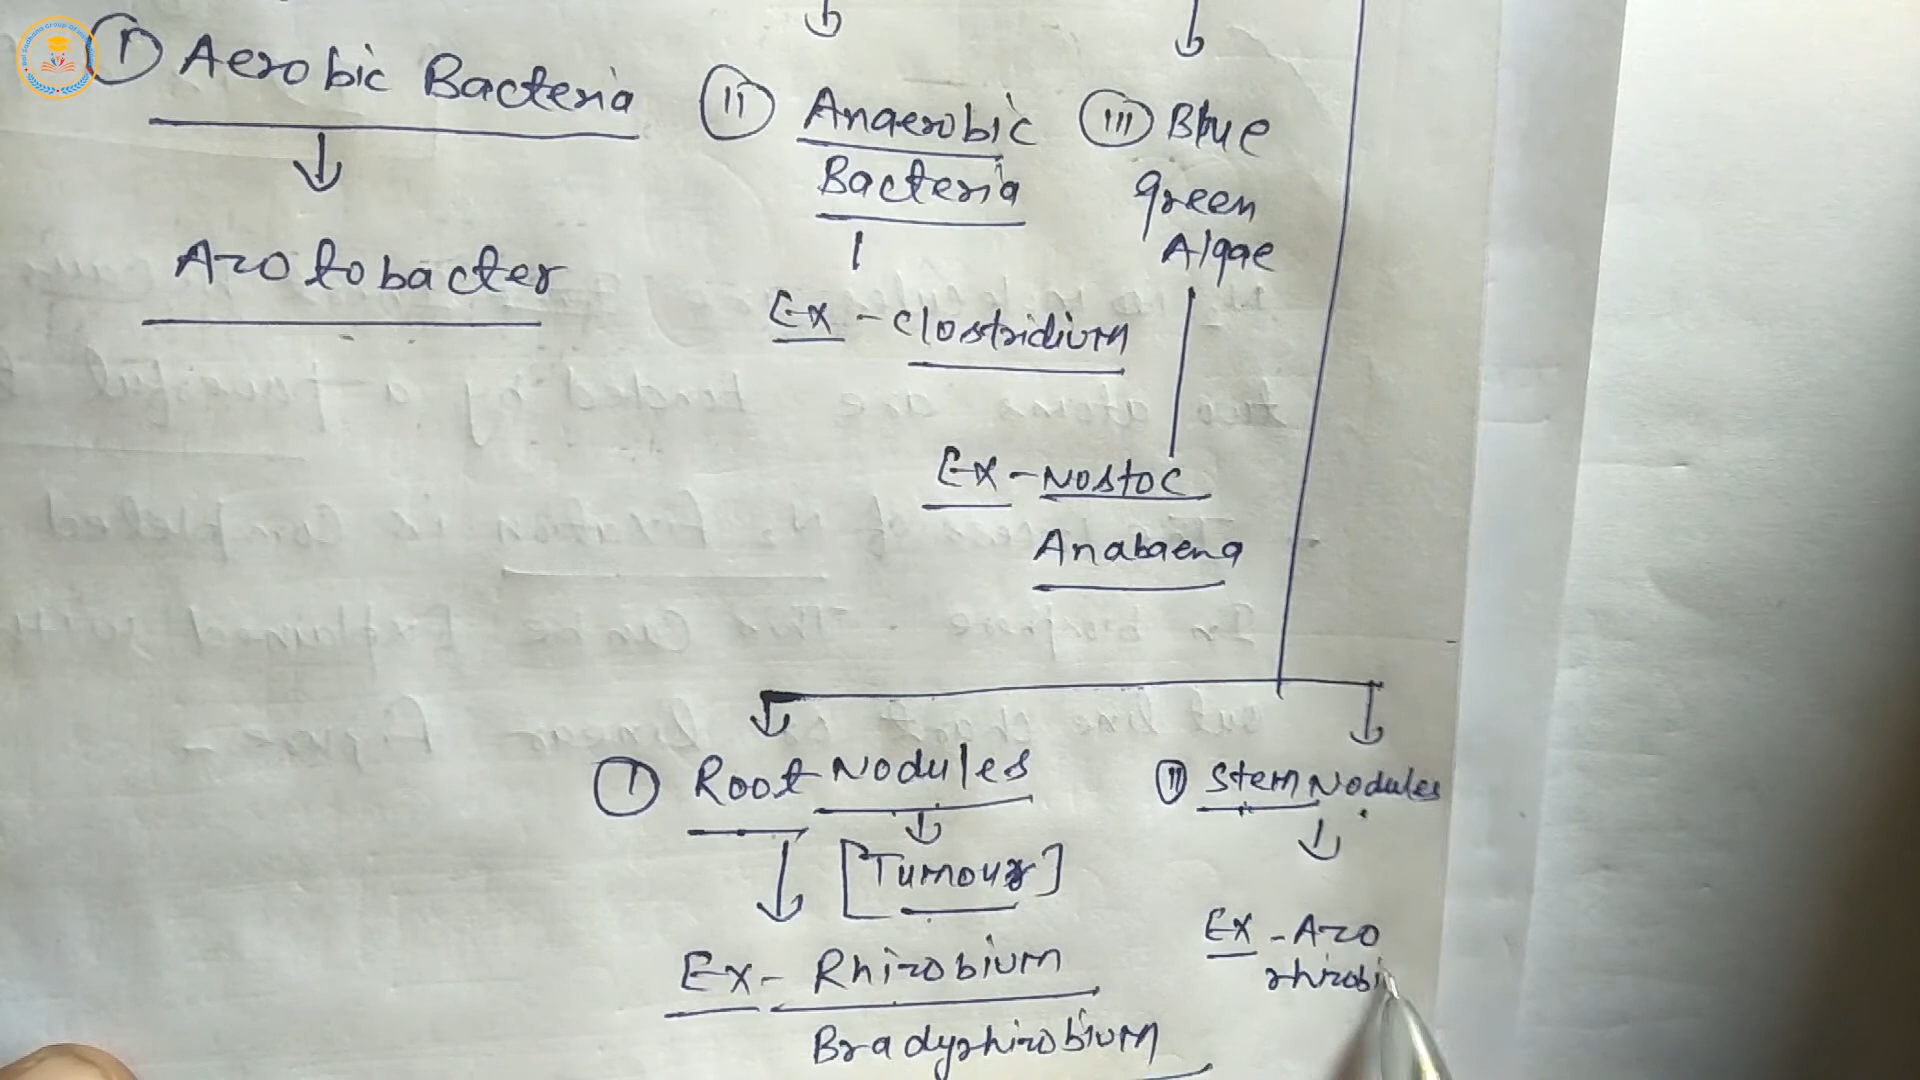 I Aerobic Bacteria
Azotobacter
II Anaerobic
Bacteria
Ex - Clostridium
III Blue
green
Algae
Ex - Nostoc
Anabaena
I Root Nodules
[Tumour]
Ex - Rhizobium
Bradyrhizobium
II Stem Nodules
Ex - Azo
rhizobi